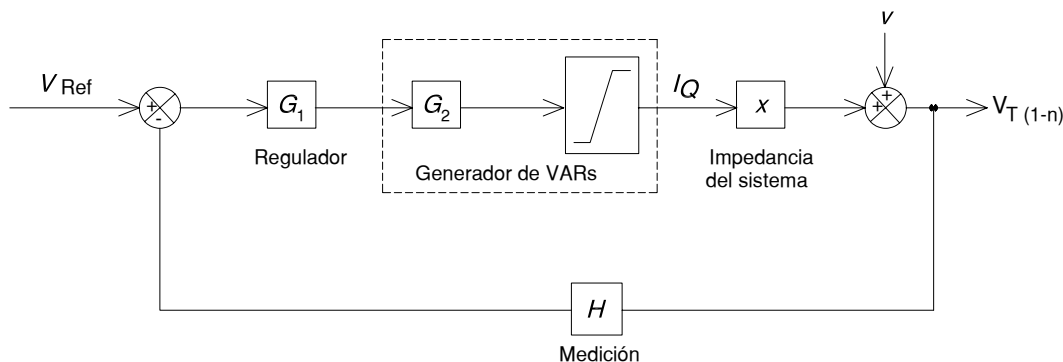 v
V Ref
+
-
G1
G2
IQ
x
+
+
VT (1-n)
Regulador
Generador de VARs
Impedancia
del sistema
H
Medición